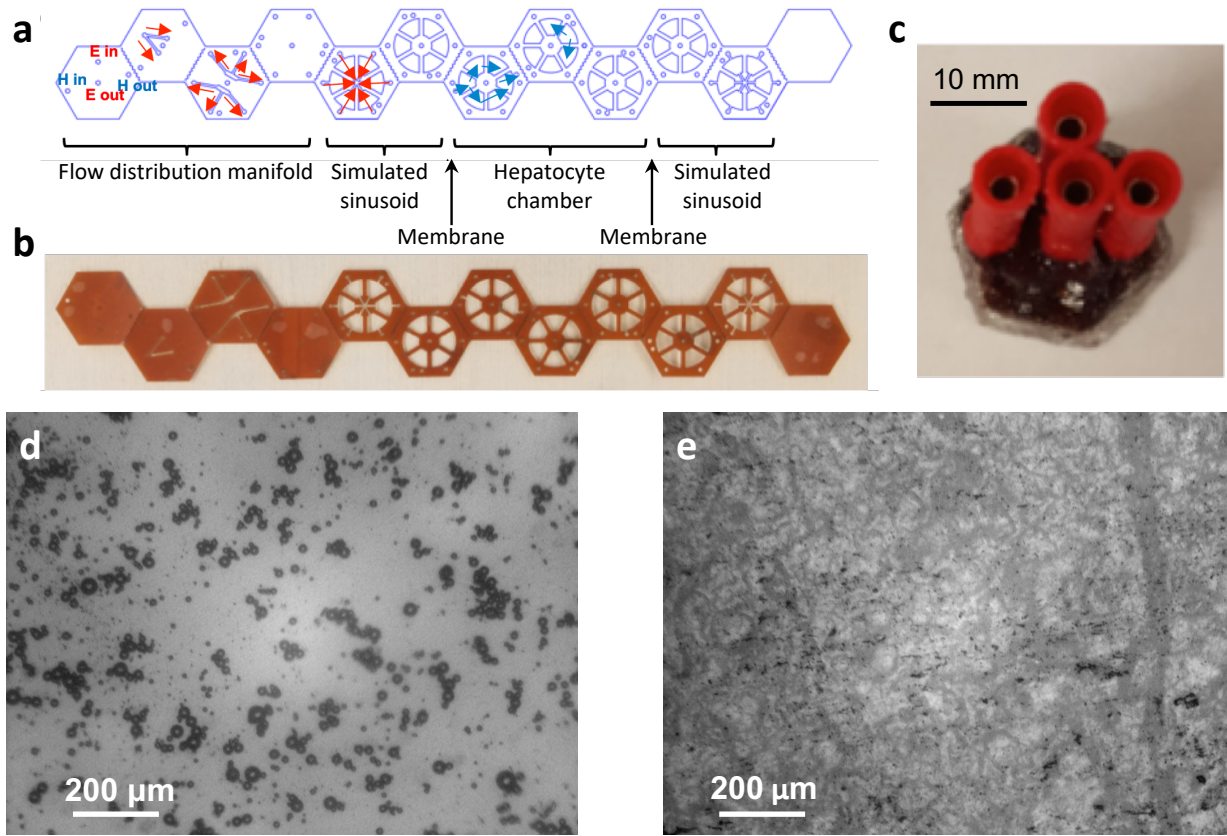 a
E in
H in
H out
E out
Flow distribution manifold
Simulated
sinusoid
Hepatocyte
chamber
Simulated
sinusoid
Membrane
Membrane
b
c
10 mm
d
200 µm
e
200 µm